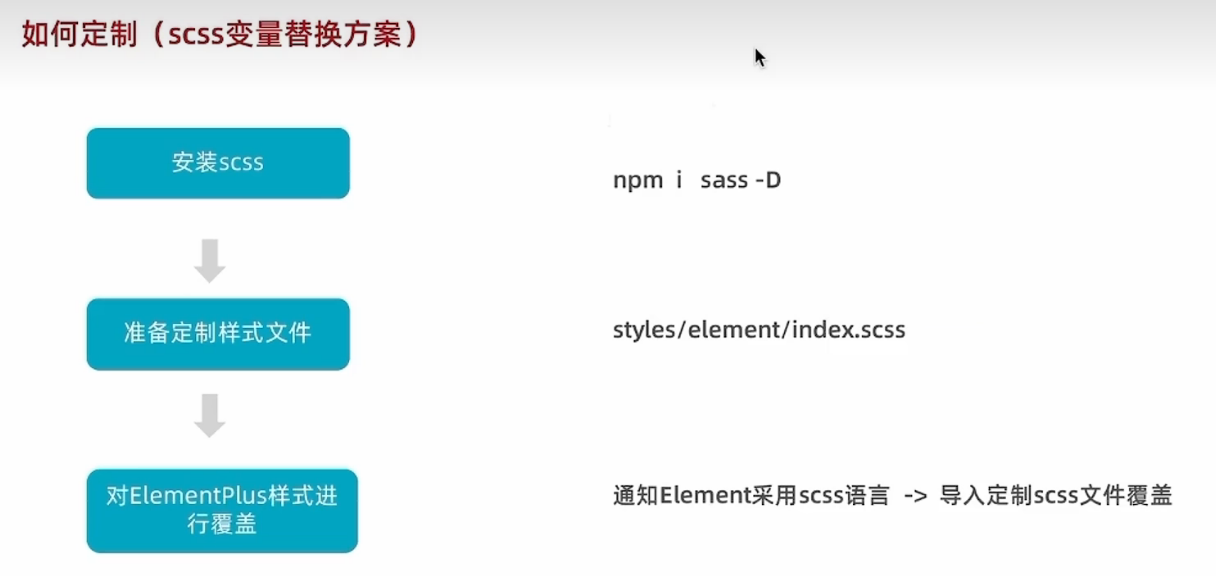 如何定制（scss变量替换方案）
安装scss
npm i sass -D
准备定制样式文件
styles/element/index.scss
对ElementPlus样式进
行覆盖
通知Element采用scss语言 -> 导入定制scss文件覆盖